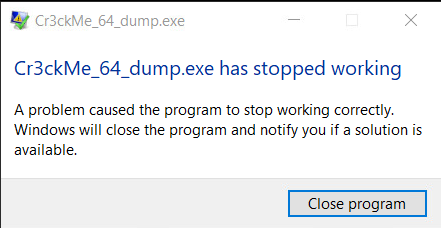 Cr3ckMe_64_dump.exe
Cr3ckMe_64_dump.exe has stopped working
A problem caused the program to stop working correctly.
Windows will close the program and notify you if a solution is
available.
Close program